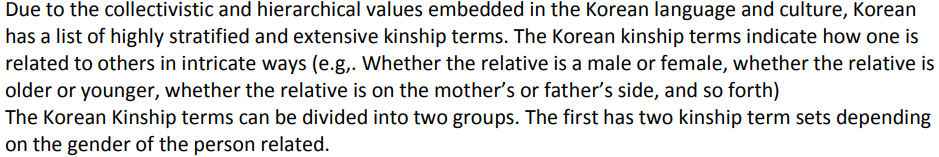 Due to the collectivistic and hierarchical values embedded in the Korean language and culture, Korean
has a list of highly stratified and extensive kinship terms. The Korean kinship terms indicate how one is
related to others in intricate ways (e.g,. Whether the relative is a male or female, whether the relative is
older or younger, whether the relative is on the mother’s or father’s side, and so forth)
The Korean Kinship terms can be divided into two groups. The first has two kinship term sets depending
on the gender of the person related.